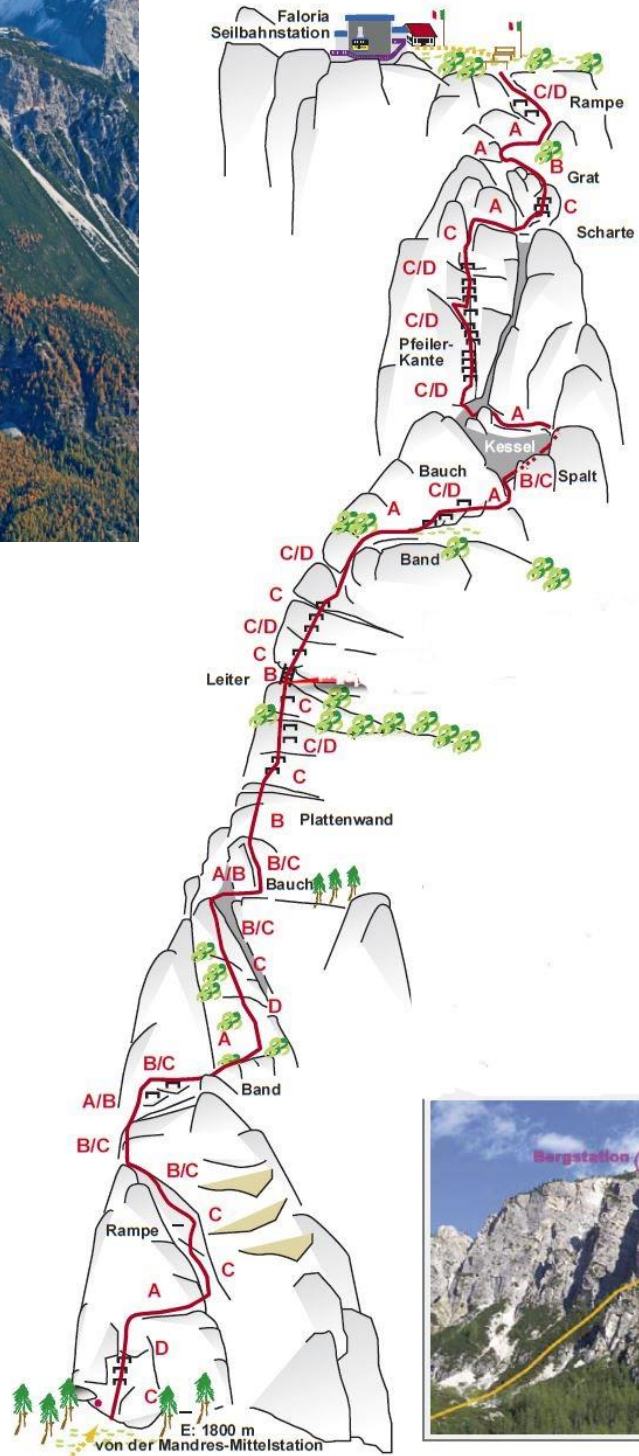 Faloria
Seilbahnstation
C/D
Rampe
A
A
B
Grat
A
C
C
Scharte
C/D
C/D
Pfeiler-
Kante
C/D
A
Kessel
Bauch
B/C
Spalt
C/D
A
A
C/D
Band
C
C/D
C
Leiter
B
C
C/D
C
B
Plattenwand
B/C
A/B
Bauch
B/C
C
D
A
B/C
Band
A/B
B/C
B/C
Rampe
C
C
A
D
C
E: 1800 m
von der Mandres-Mittelstation
Bergstation